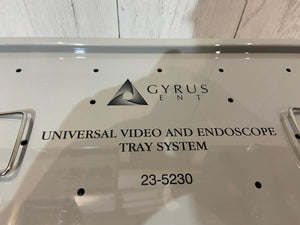 GYRUS
ENT
UNIVERSAL VIDEO AND ENDOSCOPE
TRAY SYSTEM
23-5230